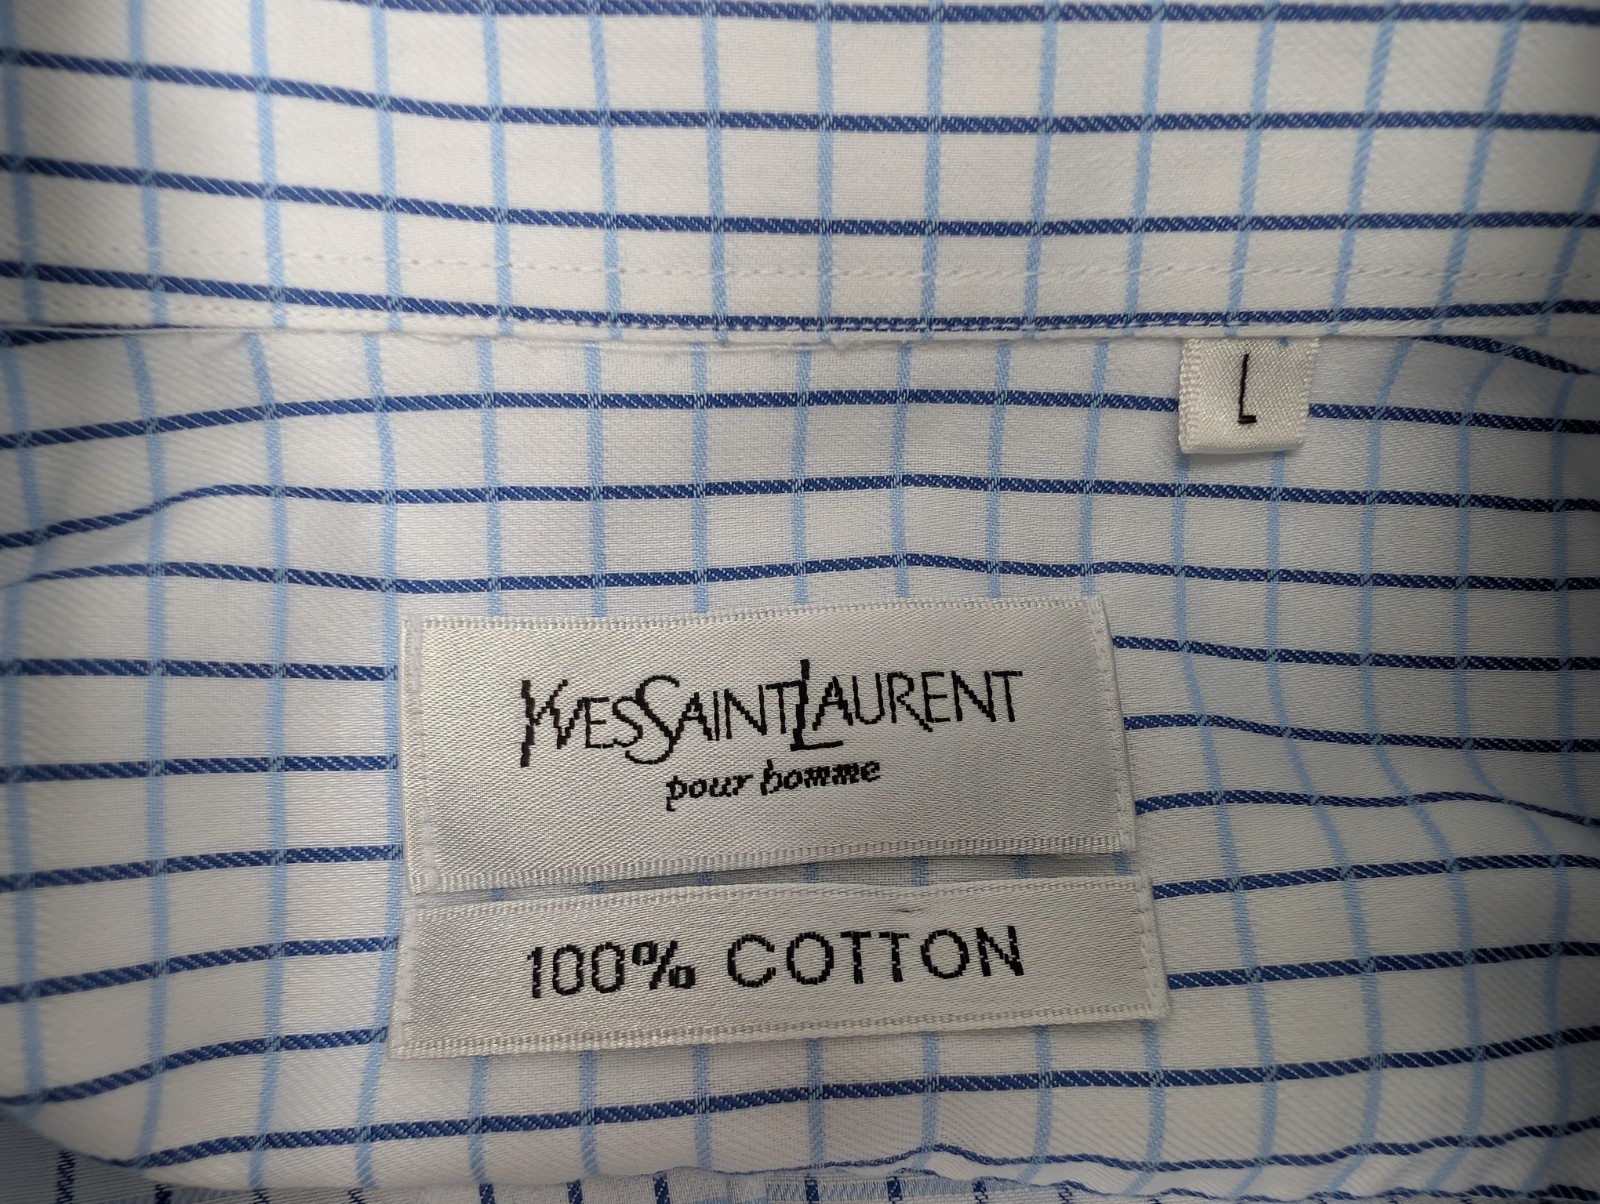 L
YVESSAINTLAURENT
pour homme
100% COTTON